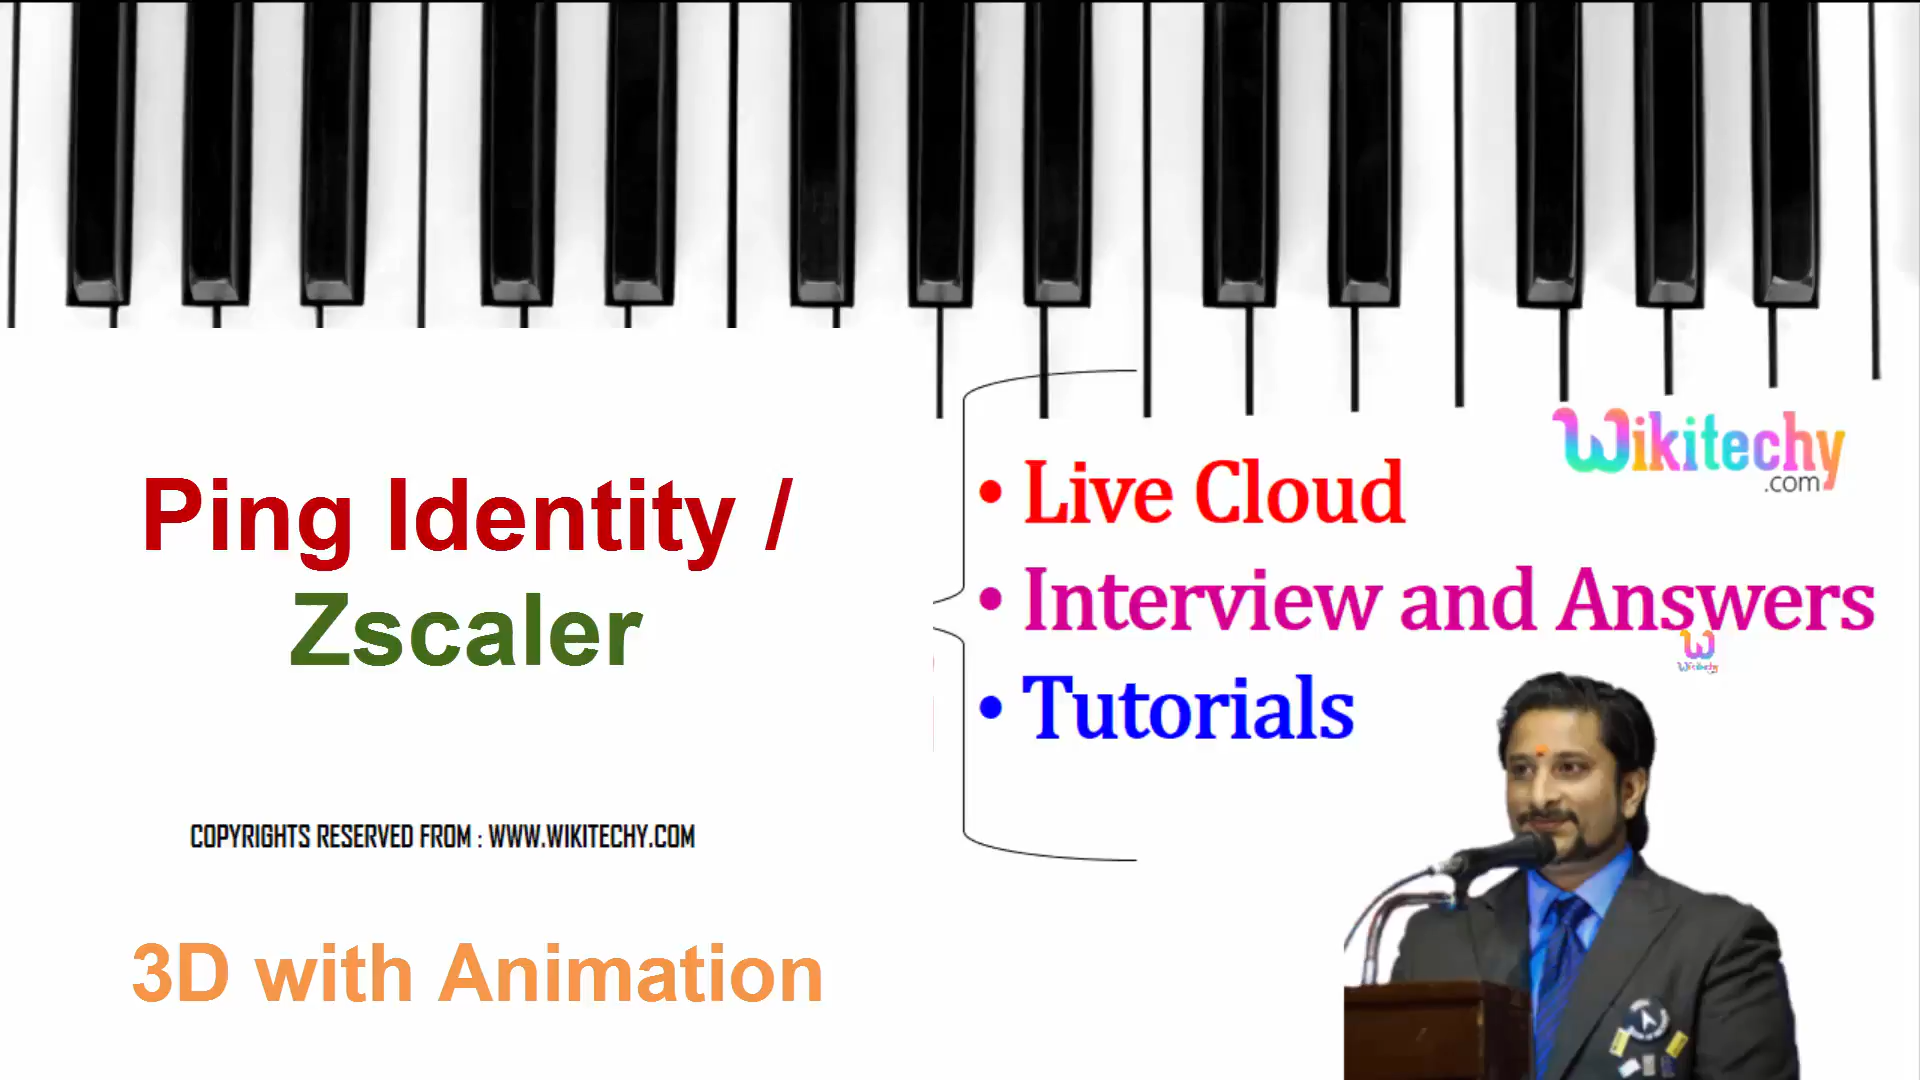 Ping Identity /
Zscaler
COPYRIGHTS RESERVED FROM : WWW.WIKITECHY.COM
3D with Animation
Wikitechy
.com
• Live Cloud
• Interview and Answers
• Tutorials
W
Wikitechy